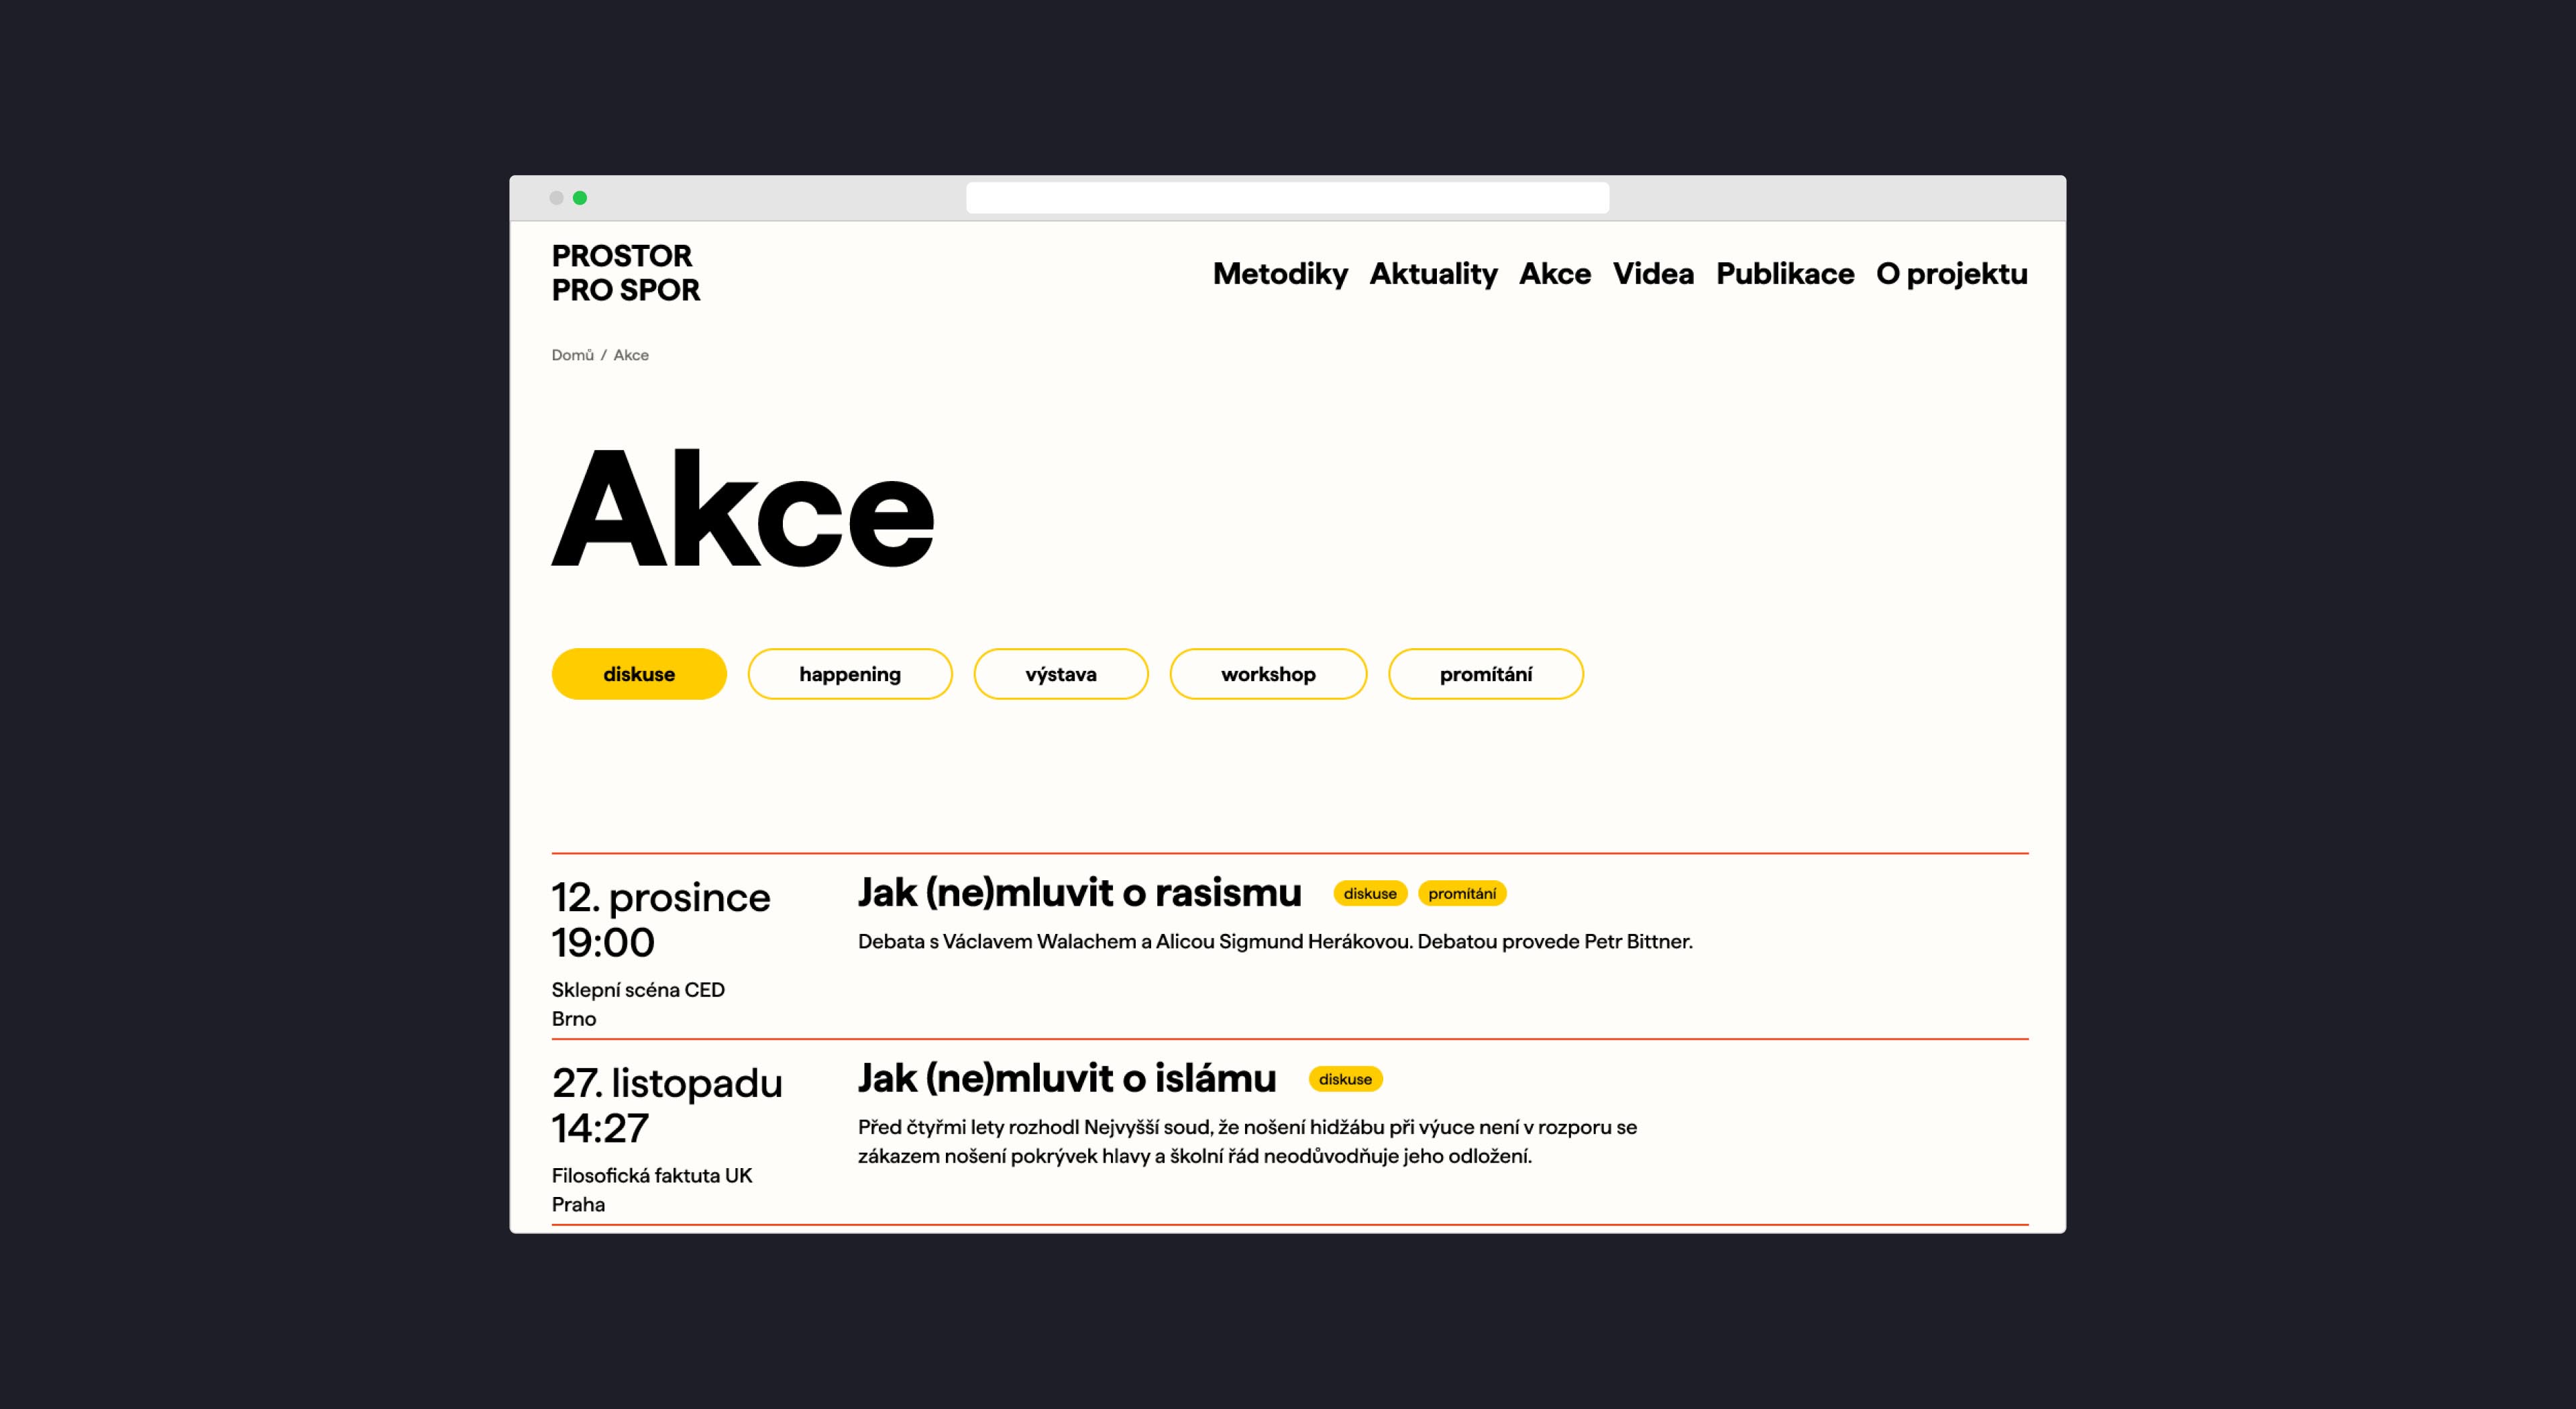 PROSTOR
PRO SPOR
Metodiky Aktuality Akce Videa Publikace O projektu
Domů / Akce
Akce
diskuse happening výstava workshop promítání
12. prosince
19:00
Sklepní scéna CED
Brno
Jak (ne)mluvit o rasismu diskuse promítání
Debata s Václavem Walachem a Alicou Sigmund Herákovou. Debatou provede Petr Bittner.
27. listopadu
14:27
Filosofická faktuta UK
Praha
Jak (ne)mluvit o islámu diskuse
Před čtyřmi lety rozhodl Nejvyšší soud, že nošení hidžábu při výuce není v rozporu se
zákazem nošení pokrývek hlavy a školní řád neodůvodňuje jeho odložení.